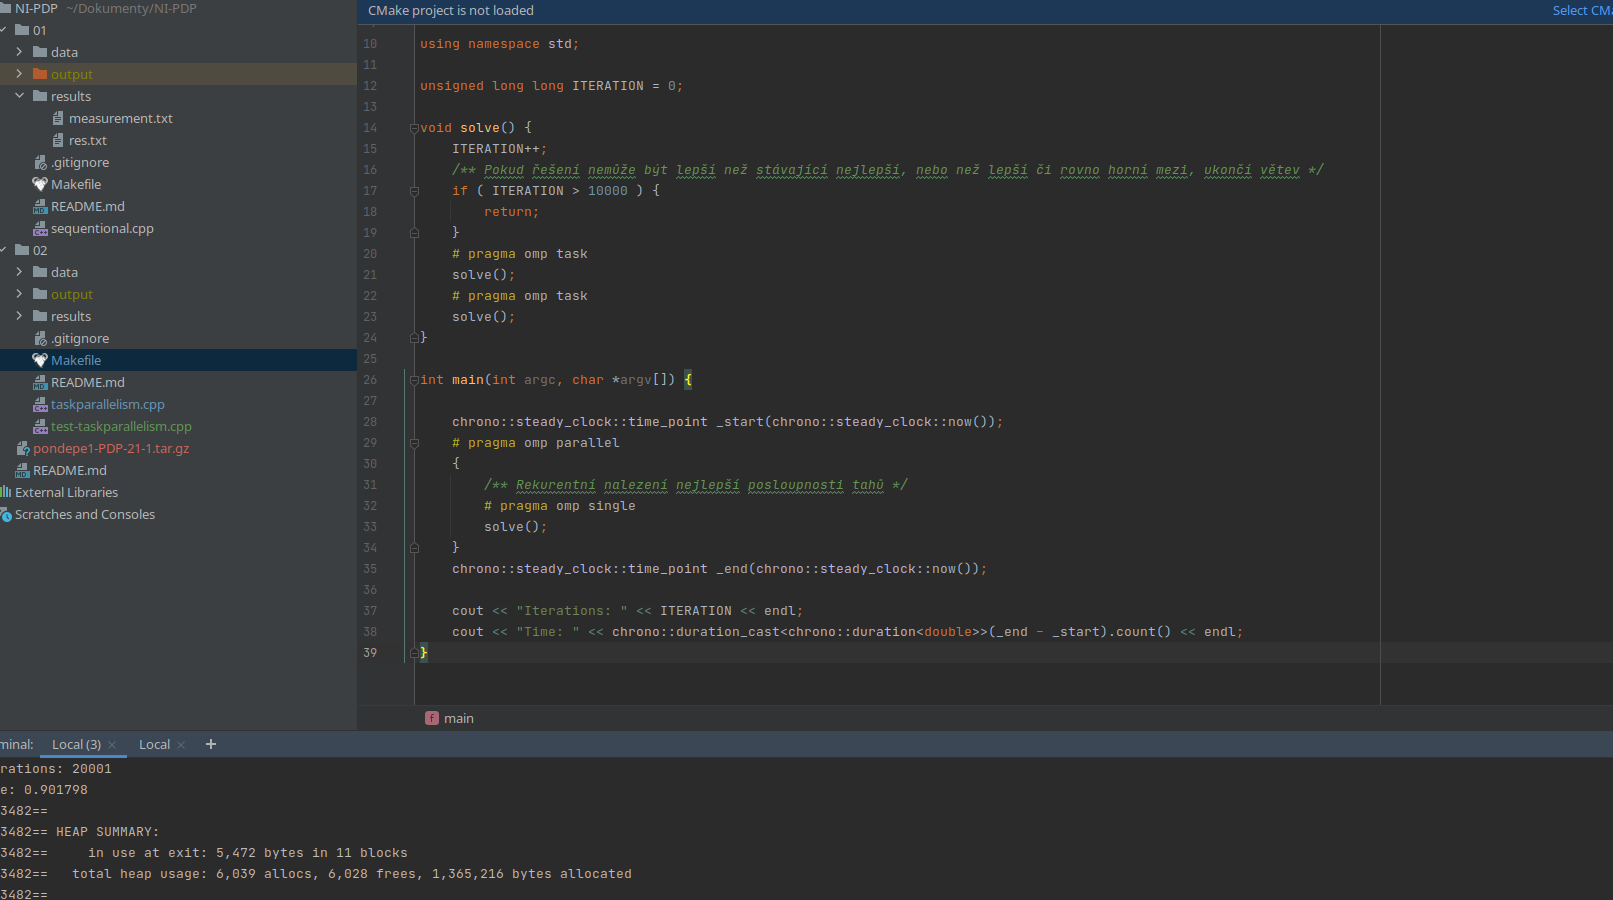 NI-PDP ~/Dokumenty/NI-PDP
01
data
output
results
measurement.txt
res.txt
.gitignore
Makefile
README.md
sequentional.cpp
02
data
output
results
.gitignore
Makefile
README.md
taskparallelism.cpp
test-taskparallelism.cpp
pondepe1-PDP-21-1.tar.gz
README.md
External Libraries
Scratches and Consoles
CMake project is not loaded
Select CMa
10 using namespace std;
11
12 unsigned long long ITERATION = 0;
13
14 void solve() {
15 ITERATION++;
16 /** Pokud řešení nemůže být lepší než stávající nejlepší, nebo než lepší či rovno horní mezi, ukončí větev */
17 if ( ITERATION > 10000 ) {
18 return;
19 }
20 # pragma omp task
21 solve();
22 # pragma omp task
23 solve();
24 }
25
26 int main(int argc, char *argv[]) {
27
28 chrono::steady_clock::time_point _start(chrono::steady_clock::now());
29 # pragma omp parallel
30 {
31 /** Rekurentní nalezení nejlepší posloupnosti tahů */
32 # pragma omp single
33 solve();
34 }
35 chrono::steady_clock::time_point _end(chrono::steady_clock::now());
36
37 cout << "Iterations: " << ITERATION << endl;
38 cout << "Time: " << chrono::duration_cast<chrono::duration<double>>(_end - _start).count() << endl;
39 }
f main
minal: Local (3) × Local × +
rations: 20001
e: 0.901798
3482==
3482== HEAP SUMMARY:
3482== in use at exit: 5,472 bytes in 11 blocks
3482== total heap usage: 6,039 allocs, 6,028 frees, 1,365,216 bytes allocated
3482==